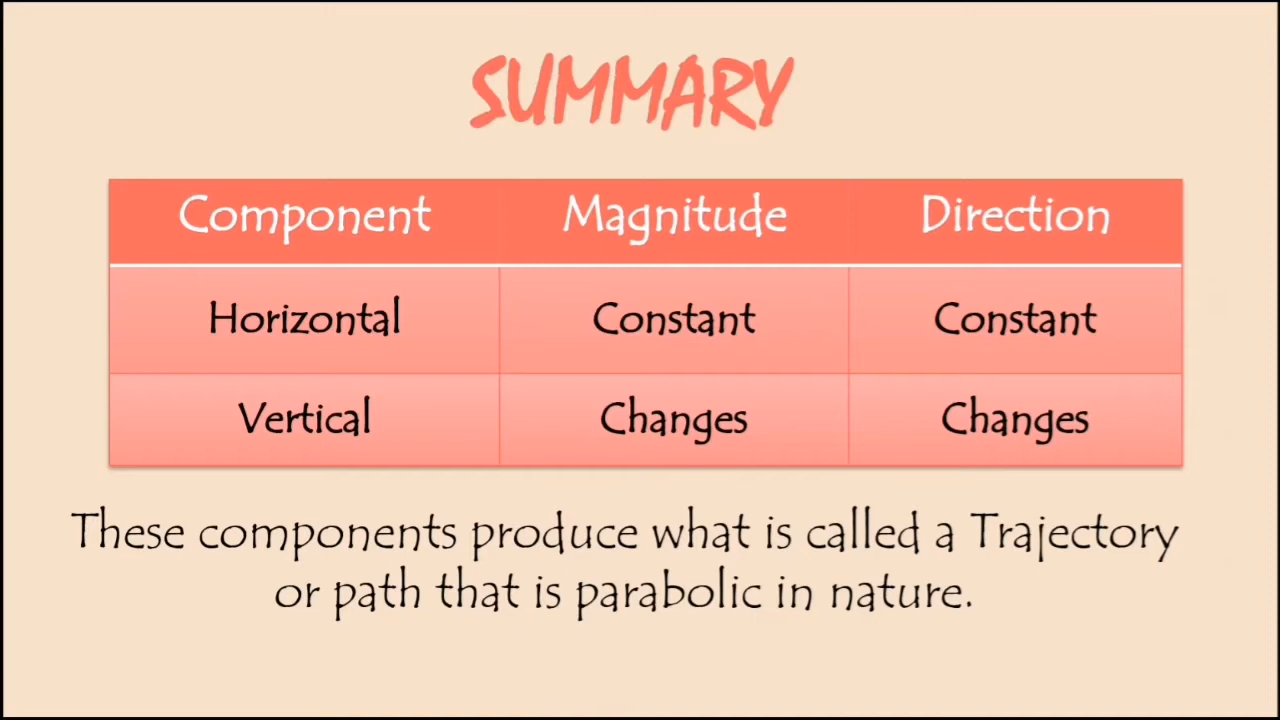 SUMMARY
Component Magnitude Direction
Horizontal Constant Constant
Vertical Changes Changes
These components produce what is called a Trajectory
or path that is parabolic in nature.